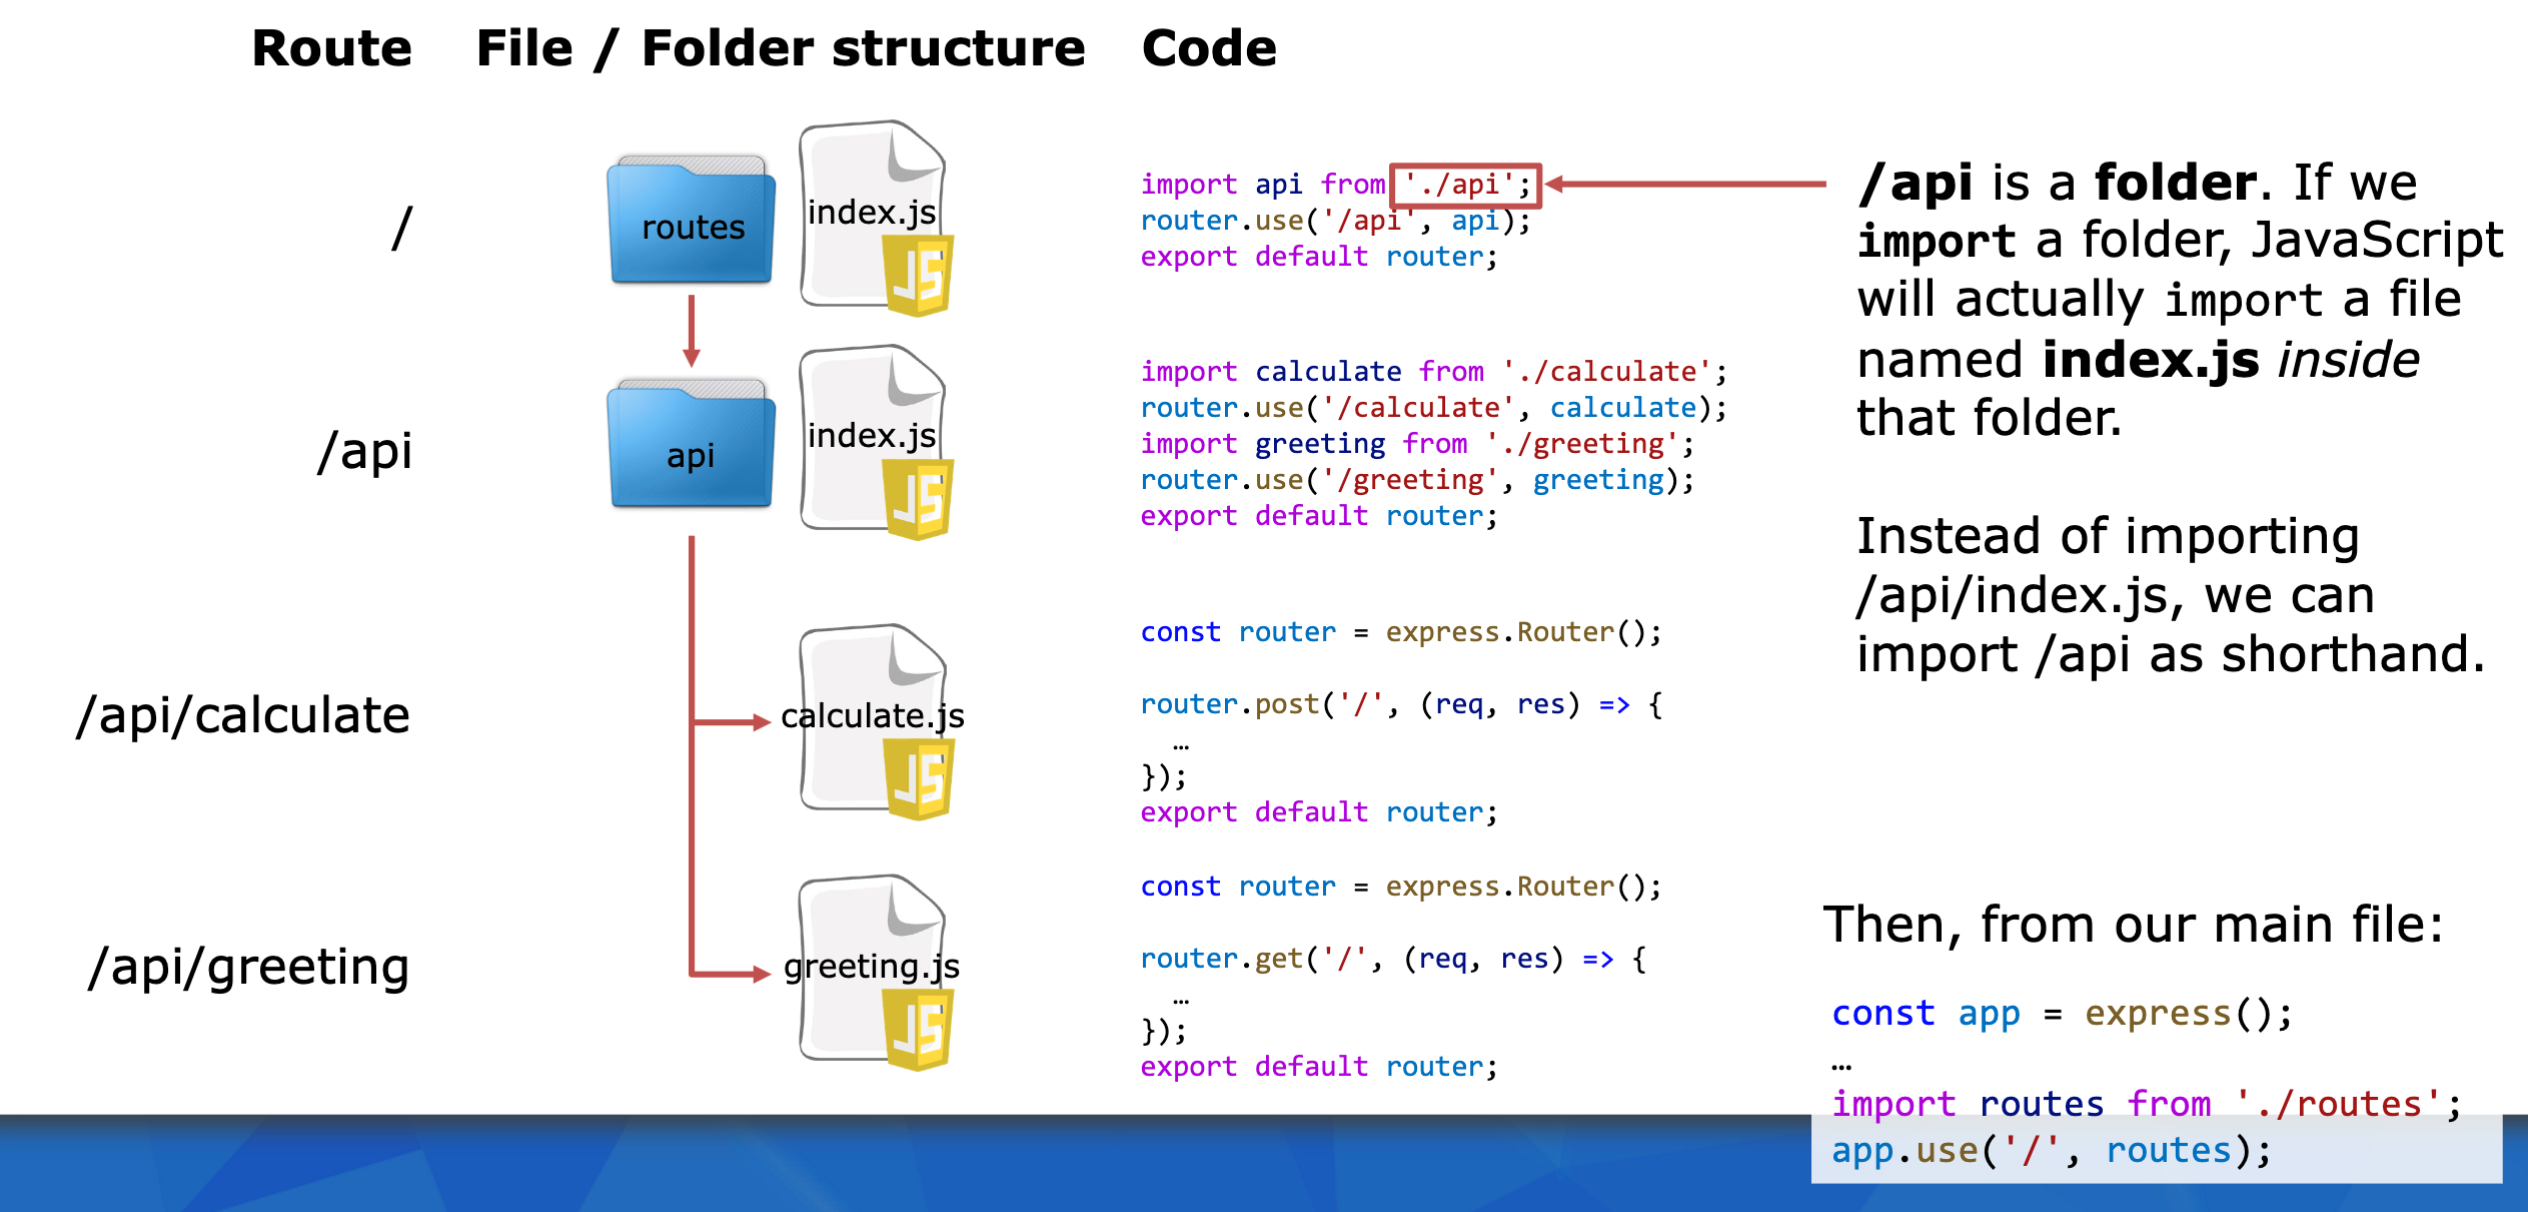 Route File / Folder structure Code
/
routes
index.js
JS
import api from './api';
router.use('/api', api);
export default router;
/api
api
index.js
JS
import calculate from './calculate';
router.use('/calculate', calculate);
import greeting from './greeting';
router.use('/greeting', greeting);
export default router;
/api/calculate
calculate.js
JS
const router = express.Router();
router.post('/', (req, res) => {
…
});
export default router;
/api/greeting
greeting.js
JS
const router = express.Router();
router.get('/', (req, res) => {
…
});
export default router;
/api is a folder. If we
import a folder, JavaScript
will actually import a file
named index.js inside
that folder.
Instead of importing
/api/index.js, we can
import /api as shorthand.
Then, from our main file:
const app = express();
…
import routes from './routes';
app.use('/', routes);